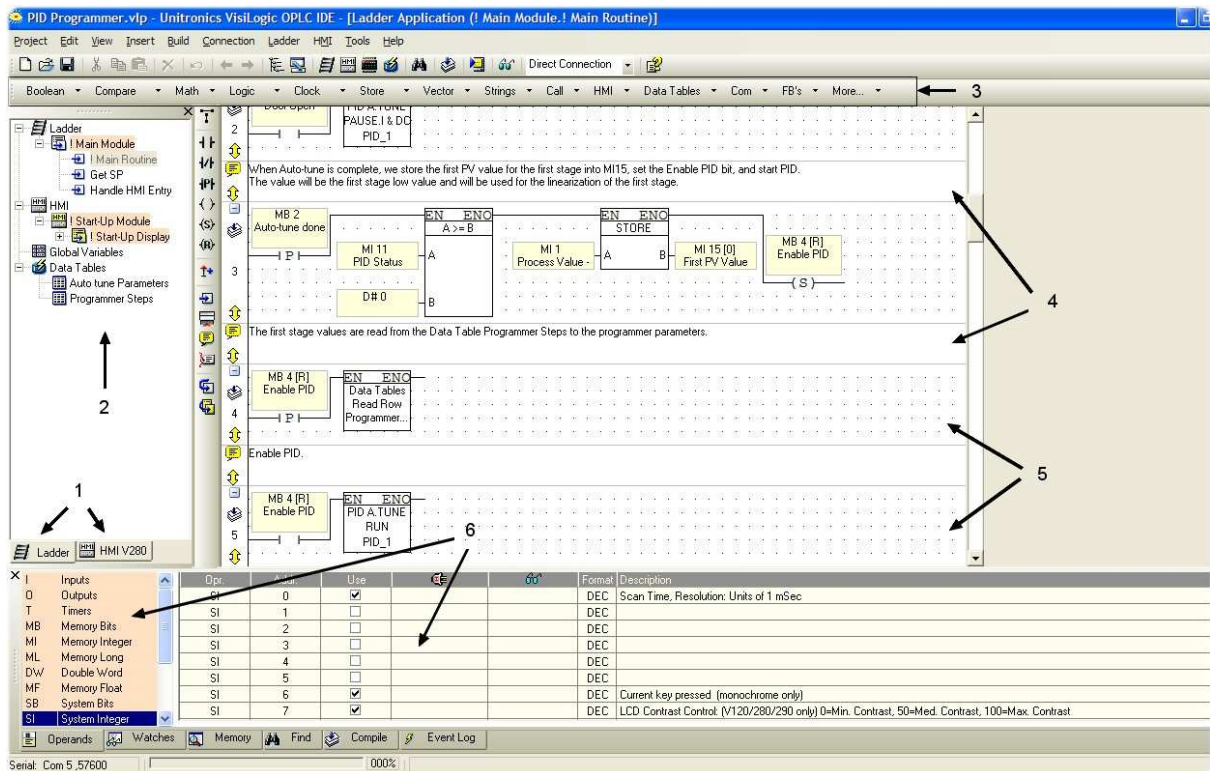 PID Programmer.vlp - Unitronics VisiLogic OPLC IDE - [Ladder Application (! Main Module.! Main Routine)]
Project Edit View Insert Build Connection Ladder HMI Tools Help
Direct Connection
Boolean Compare Math Logic Clock Store Vector Strings Call HMI Data Tables Com FB's More...
3
Ladder
! Main Module
! Main Routine
Get SP
Handle HMI Entry
HMI
! Start-Up Module
! Start-Up Display
Global Variables
Data Tables
Auto tune Parameters
Programmer Steps
2
1
Ladder HMI V280
Door Open
PID A.TUNE
PAUSE.I & DO
PID_1
2
When Auto-tune is complete, we store the first PV value for the first stage into MI15, set the Enable PID bit, and start PID.
The value will be the first stage low value and will be used for the linearization of the first stage.
MB 2
Auto-tune done
P
EN ENO
A >= B
MI 11
PID Status
A
D# 0
B
MI 1
Process Value -
EN ENO
STORE
A B
MI 15 [0]
First PV Value
MB 4 [R]
Enable PID
(S)
3
4
The first stage values are read from the Data Table Programmer Steps to the programmer parameters.
MB 4 [R]
Enable PID
P
EN ENO
Data Tables
Read Row
Programmer...
4
5
Enable PID.
MB 4 [R]
Enable PID
EN ENO
PID A.TUNE
RUN
PID_1
5
6
I Inputs
O Outputs
T Timers
MB Memory Bits
MI Memory Integer
ML Memory Long
DW Double Word
MF Memory Float
SB System Bits
SI System Integer
Opr. Addr. Use Format Description
SI 0 DEC Scan Time, Resolution: Units of 1 mSec
SI 1 DEC
SI 2 DEC
SI 3 DEC
SI 4 DEC
SI 5 DEC
SI 6 DEC Current key pressed (monochrome only)
SI 7 DEC LCD Contrast Control: (V120/280/290 only) 0=Min. Contrast, 50=Med. Contrast, 100=Max. Contrast
Operands Watches Memory Find Compile Event Log
Serial: Com 5 ,57600 000%